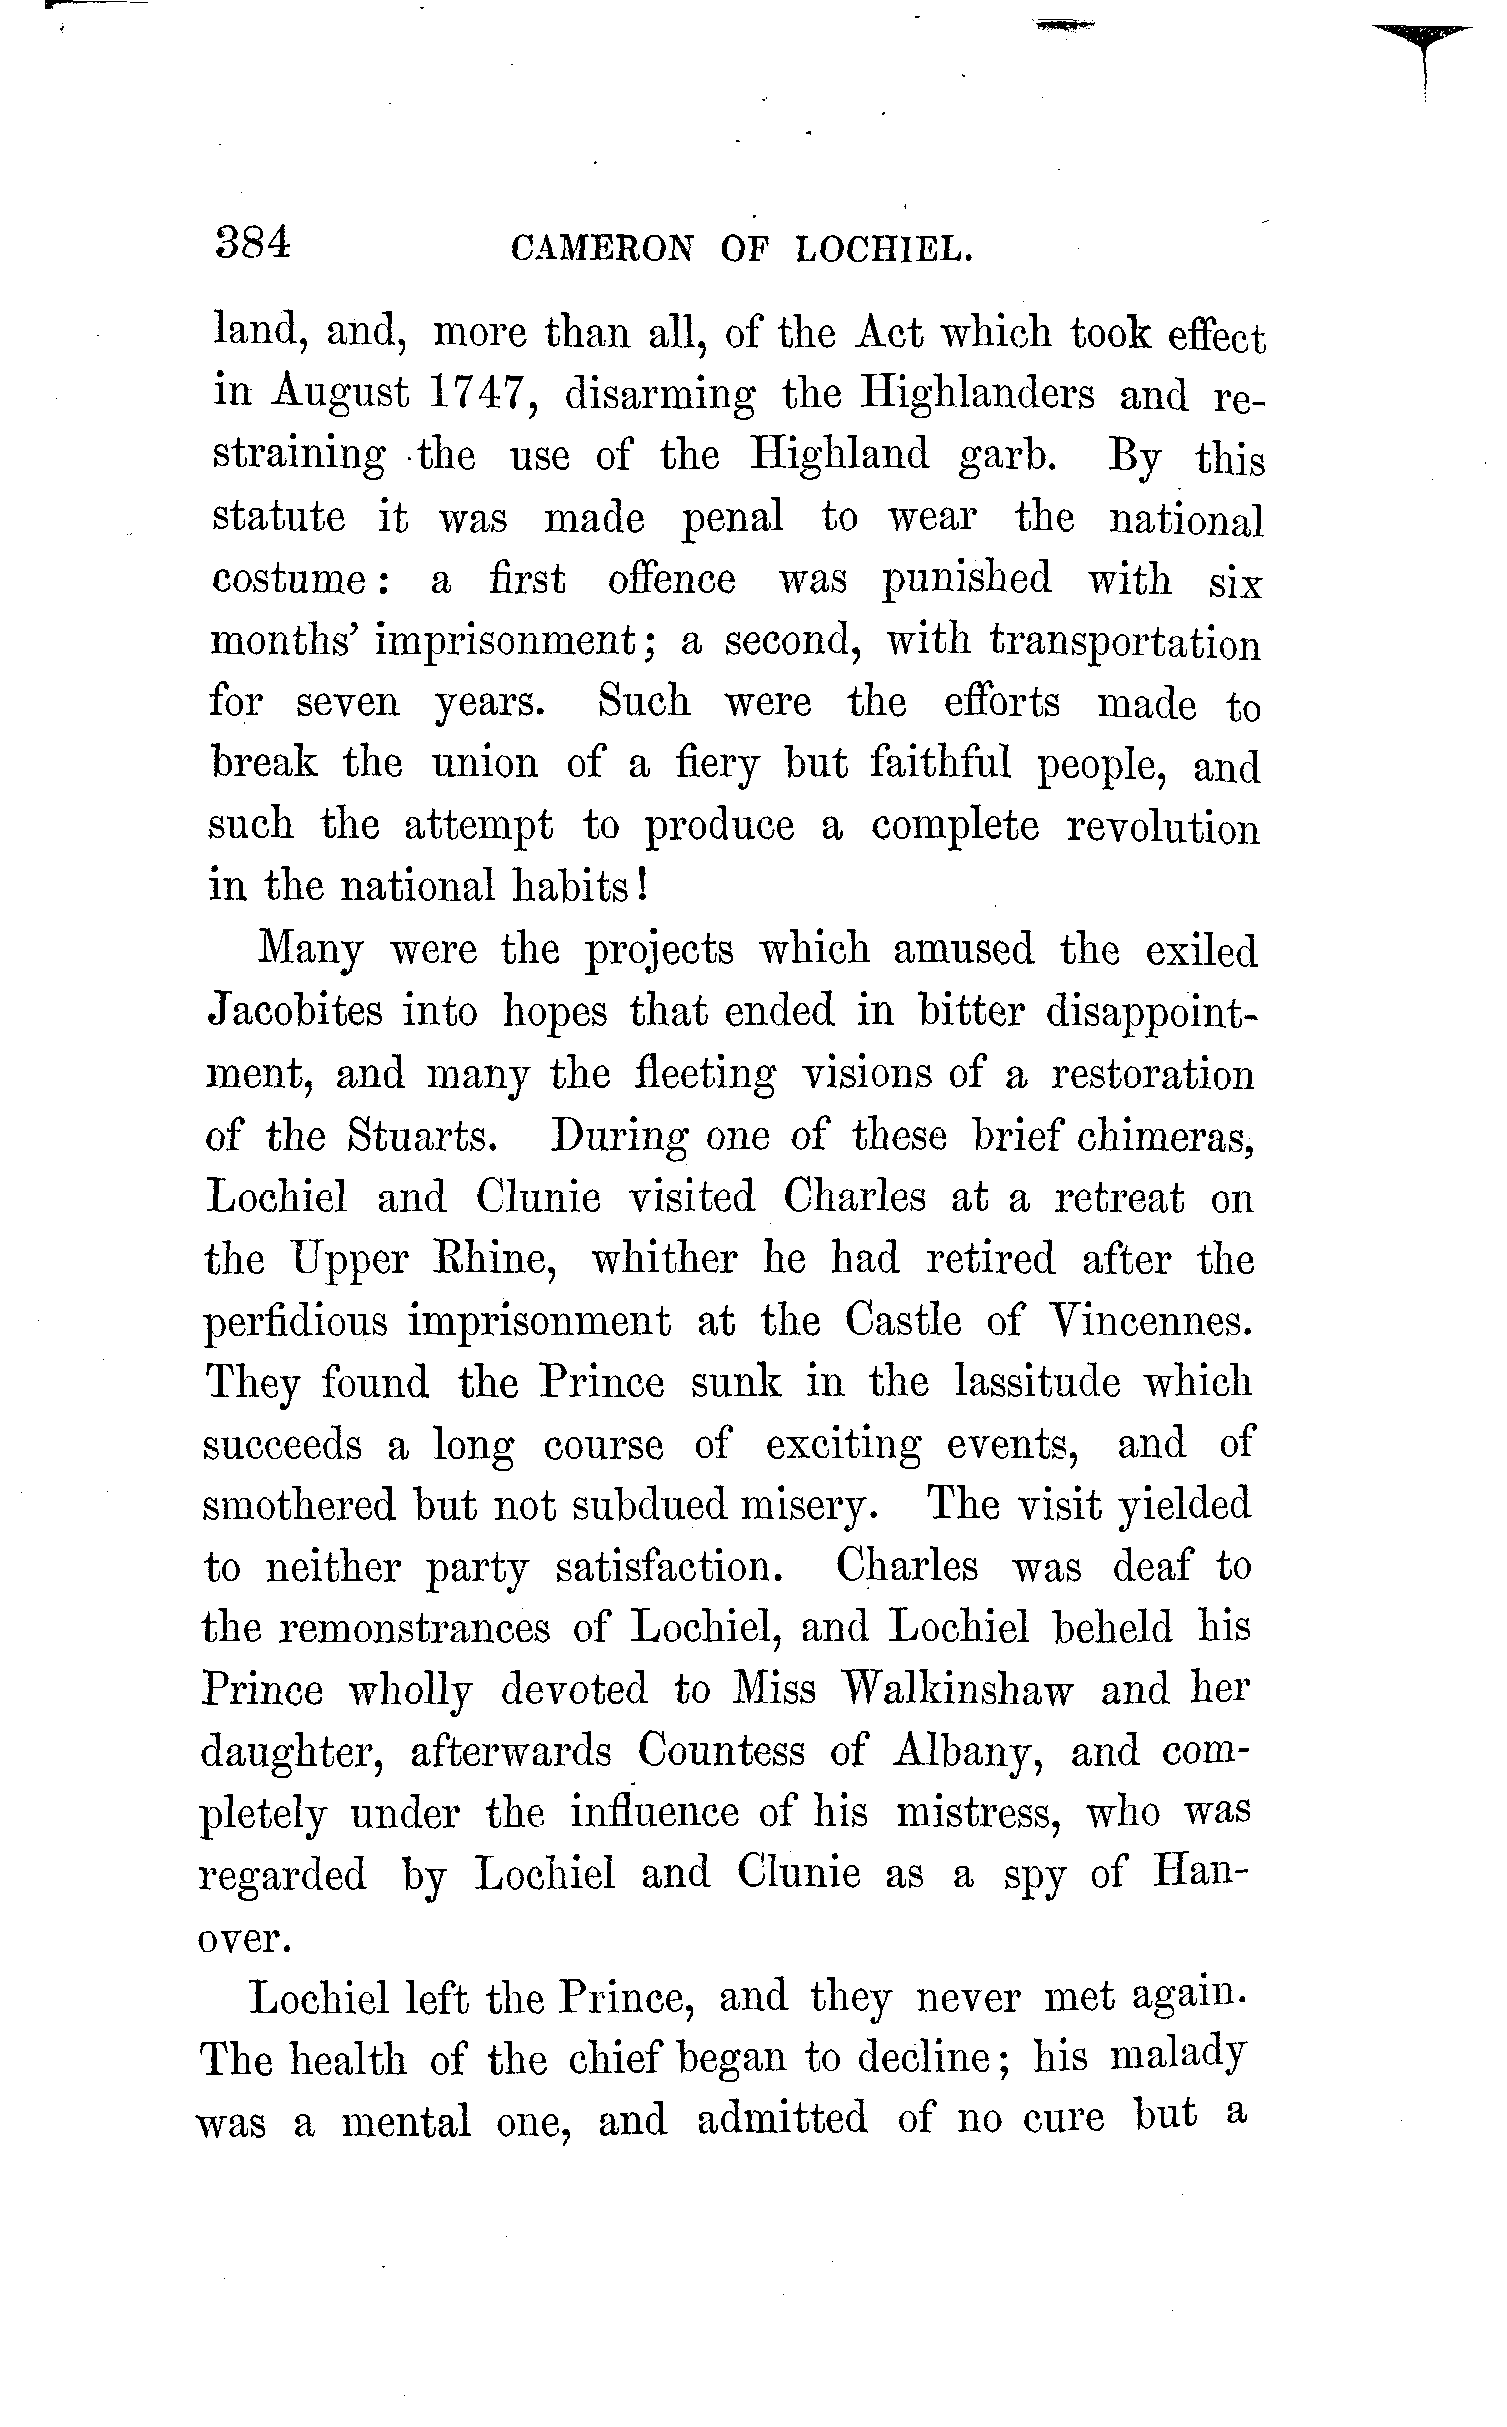 384 CAMERON OF LOCHIEL.
land, and, more than all, of the Act which took effect
in August 1747, disarming the Highlanders and re-
straining the use of the Highland garb. By this
statute it was made penal to wear the national
costume: a first offence was punished with six
months' imprisonment; a second, with transportation
for seven years. Such were the efforts made to
break the union of a fiery but faithful people, and
such the attempt to produce a complete revolution
in the national habits!
Many were the projects which amused the exiled
Jacobites into hopes that ended in bitter disappoint-
ment, and many the fleeting visions of a restoration
of the Stuarts. During one of these brief chimeras,
Lochiel and Clunie visited Charles at a retreat on
the Upper Rhine, whither he had retired after the
perfidious imprisonment at the Castle of Vincennes.
They found the Prince sunk in the lassitude which
succeeds a long course of exciting events, and of
smothered but not subdued misery. The visit yielded
to neither party satisfaction. Charles was deaf to
the remonstrances of Lochiel, and Lochiel beheld his
Prince wholly devoted to Miss Walkinshaw and her
daughter, afterwards Countess of Albany, and com-
pletely under the influence of his mistress, who was
regarded by Lochiel and Clunie as a spy of Han-
over.
Lochiel left the Prince, and they never met again.
The health of the chief began to decline; his malady
was a mental one, and admitted of no cure but a